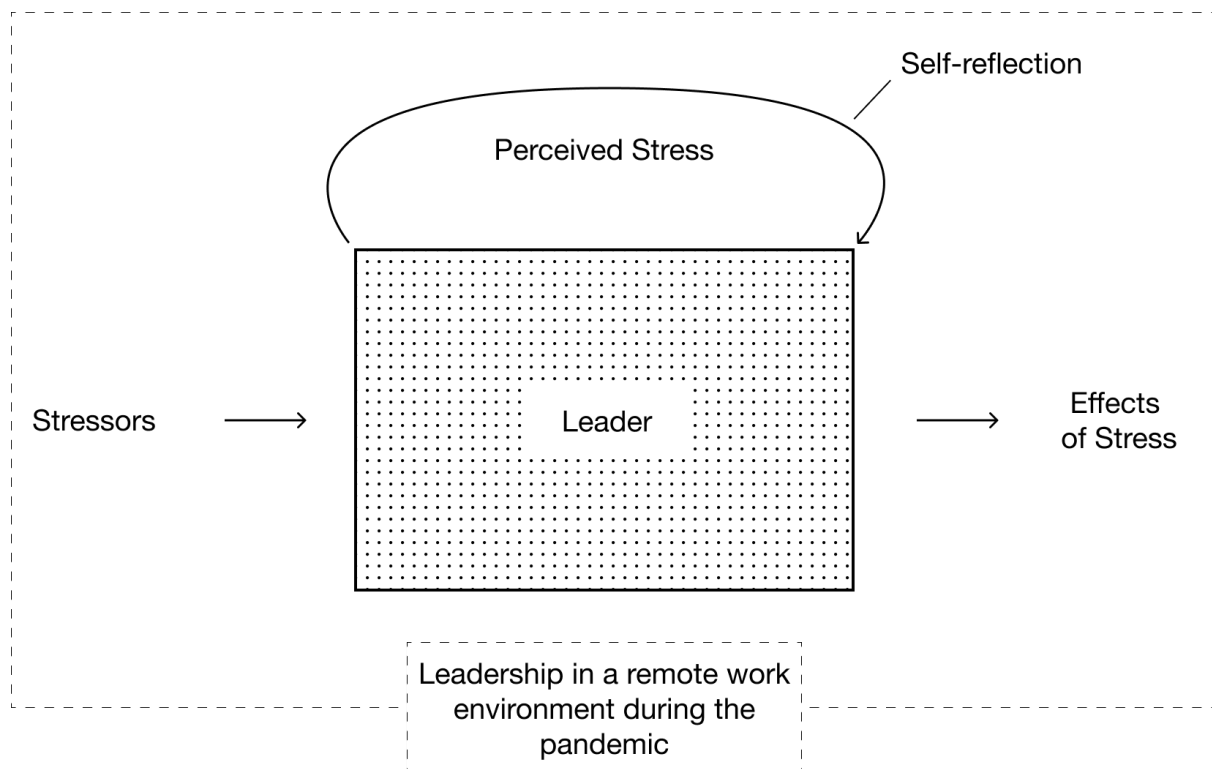 Self-reflection
Perceived Stress
Stressors
Leader
Effects
of Stress
Leadership in a remote work
environment during the
pandemic